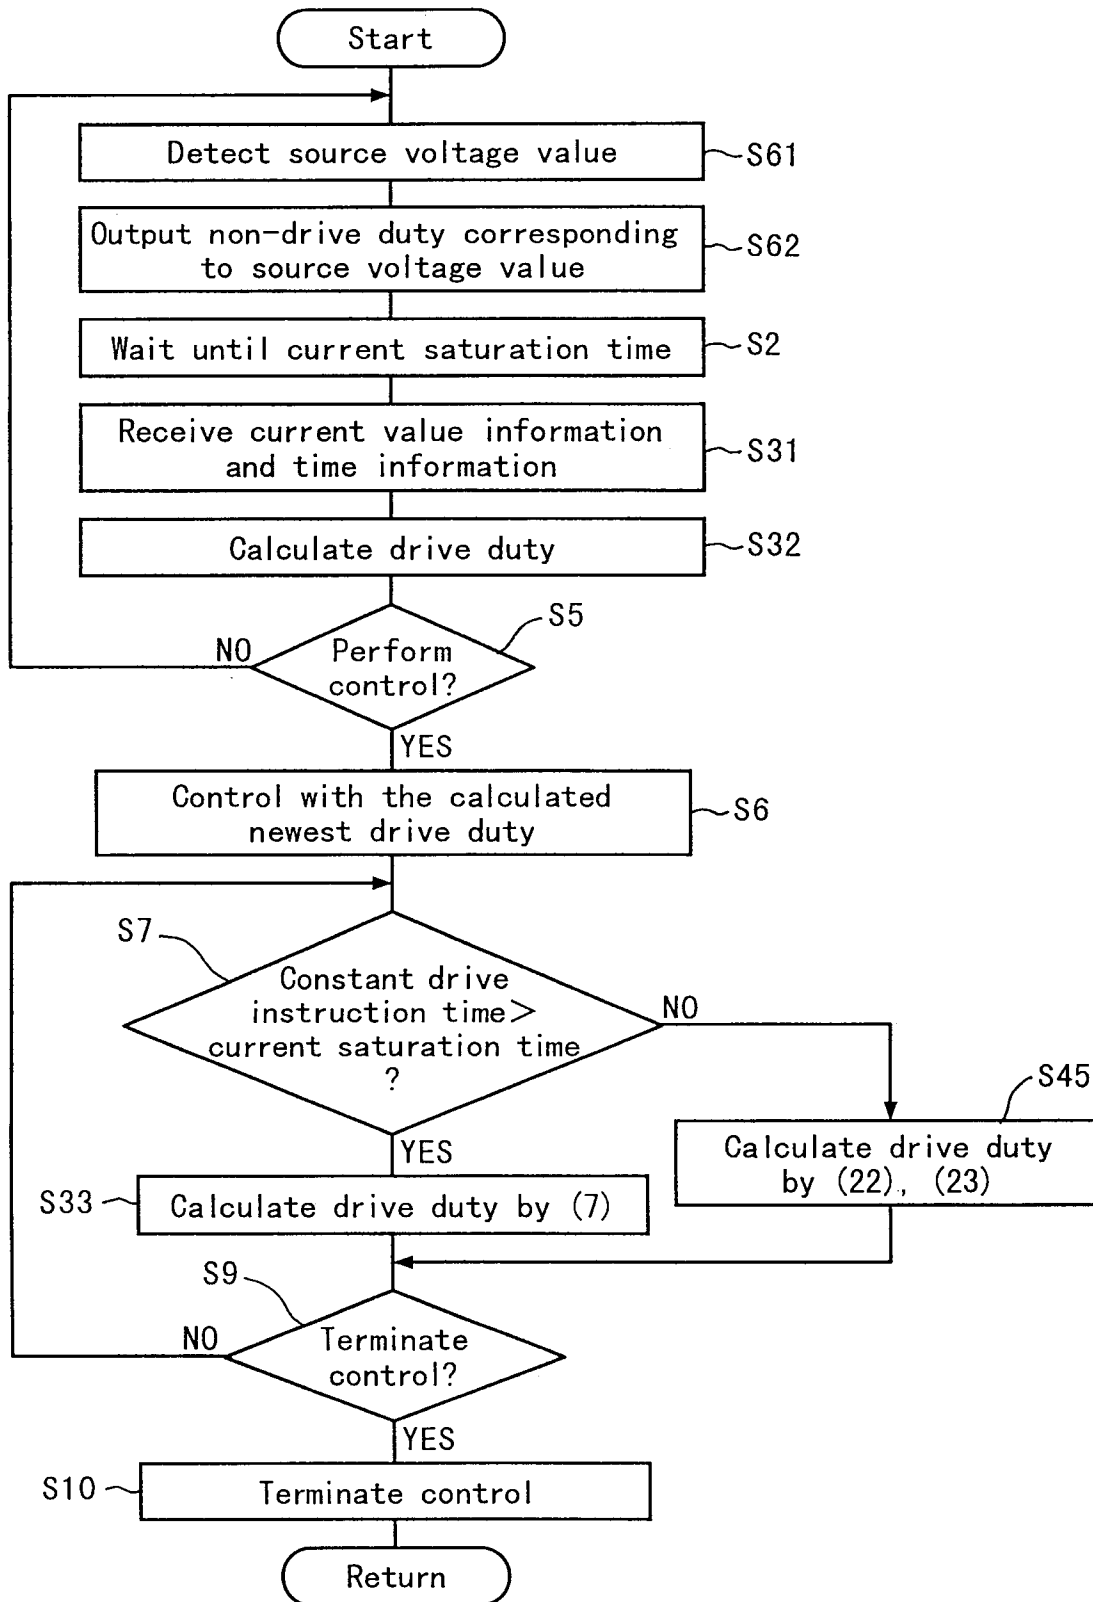 Start
Detect source voltage value
S61
Output non-drive duty corresponding
to source voltage value
S62
Wait until current saturation time
S2
Receive current value information
and time information
S31
Calculate drive duty
S32
S5
NO
Perform
control?
YES
Control with the calculated
newest drive duty
S6
S7
Constant drive
instruction time>
current saturation time
?
NO
S45
YES
Calculate drive duty
by (22), (23)
S33
Calculate drive duty by (7)
S9
NO
Terminate
control?
YES
S10
Terminate control
Return